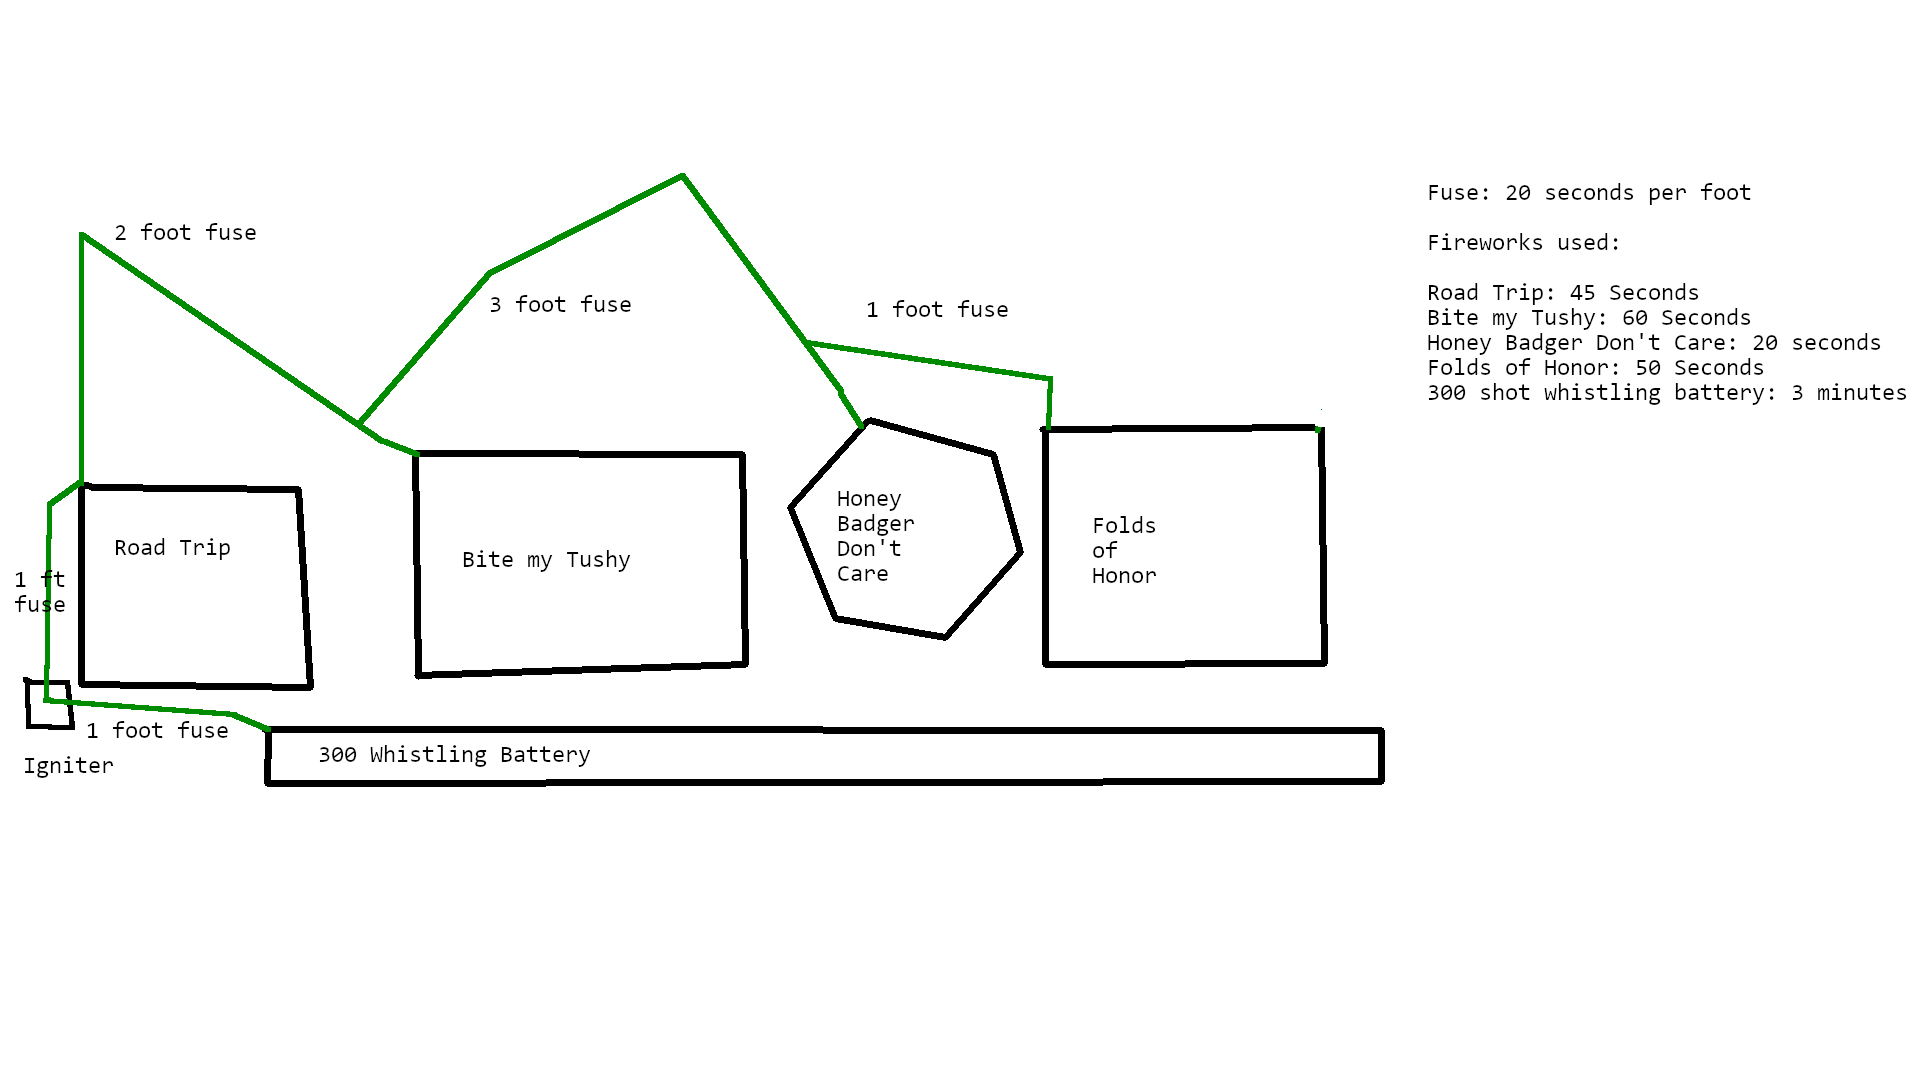 Fuse: 20 seconds per foot
2 foot fuse
Fireworks used:
3 foot fuse
1 foot fuse
Road Trip: 45 Seconds
Bite my Tushy: 60 Seconds
Honey Badger Don't Care: 20 seconds
Folds of Honor: 50 Seconds
300 shot whistling battery: 3 minutes
Road Trip
Bite my Tushy
Honey
Badger
Don't
Care
Folds
of
Honor
1 ft
fuse
1 foot fuse
300 Whistling Battery
Igniter